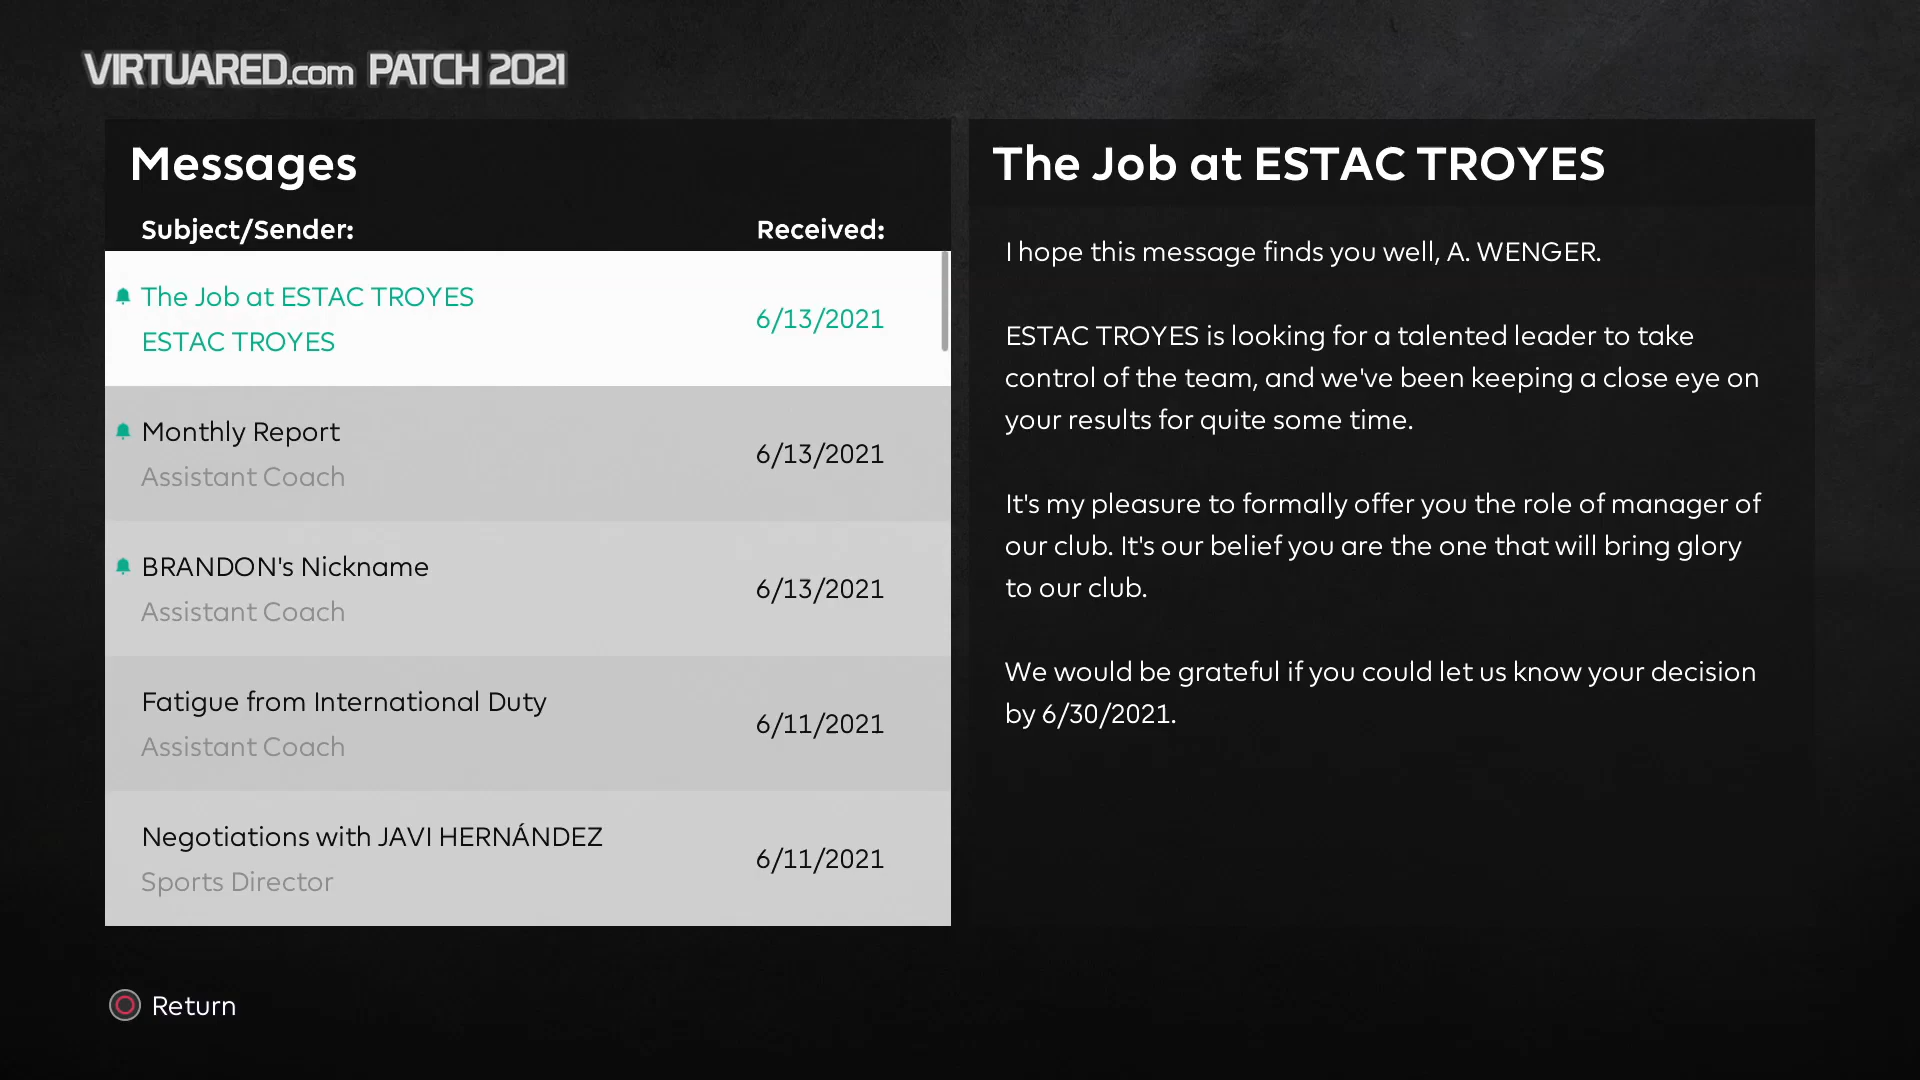 VIRTUARED.com PATCH 2021
Messages
Subject/Sender:
Received:
The Job at ESTAC TROYES
ESTAC TROYES
6/13/2021
Monthly Report
Assistant Coach
6/13/2021
BRANDON's Nickname
Assistant Coach
6/13/2021
Fatigue from International Duty
Assistant Coach
6/11/2021
Negotiations with JAVI HERNÁNDEZ
Sports Director
6/11/2021
The Job at ESTAC TROYES
I hope this message finds you well, A. WENGER.
ESTAC TROYES is looking for a talented leader to take
control of the team, and we've been keeping a close eye on
your results for quite some time.
It's my pleasure to formally offer you the role of manager of
our club. It's our belief you are the one that will bring glory
to our club.
We would be grateful if you could let us know your decision
by 6/30/2021.
Return